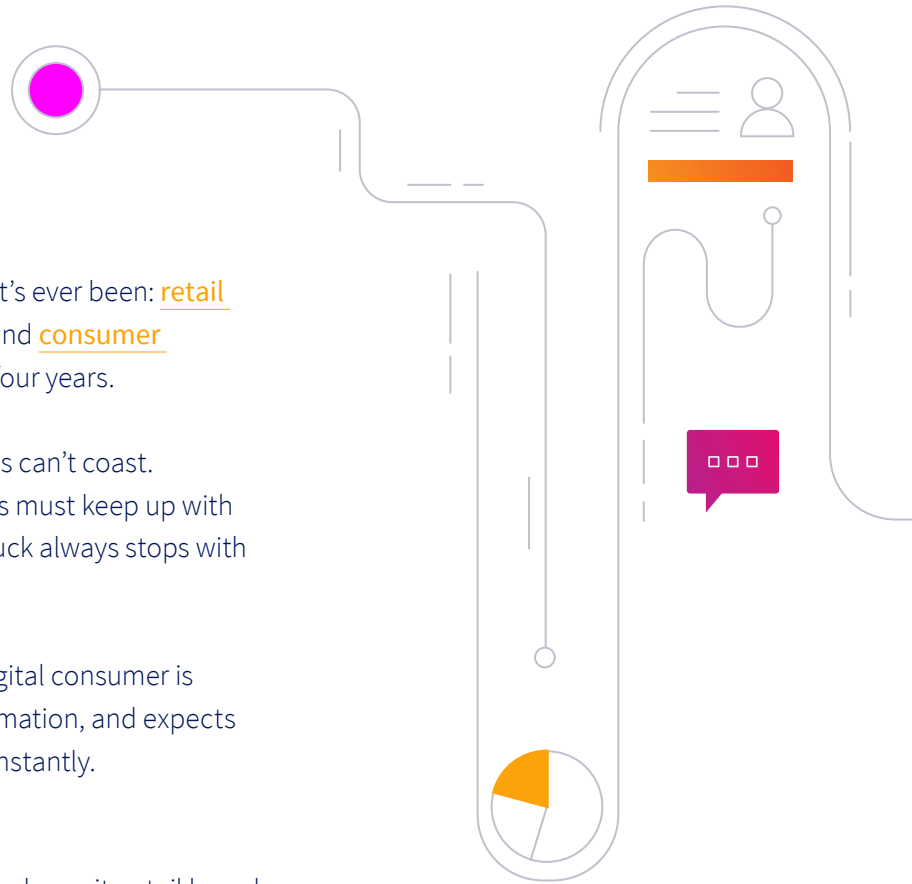 t’s ever been: retail
nd consumer
our years.
s can’t coast.
s must keep up with
uck always stops with
gital consumer is
mation, and expects
nstantly.